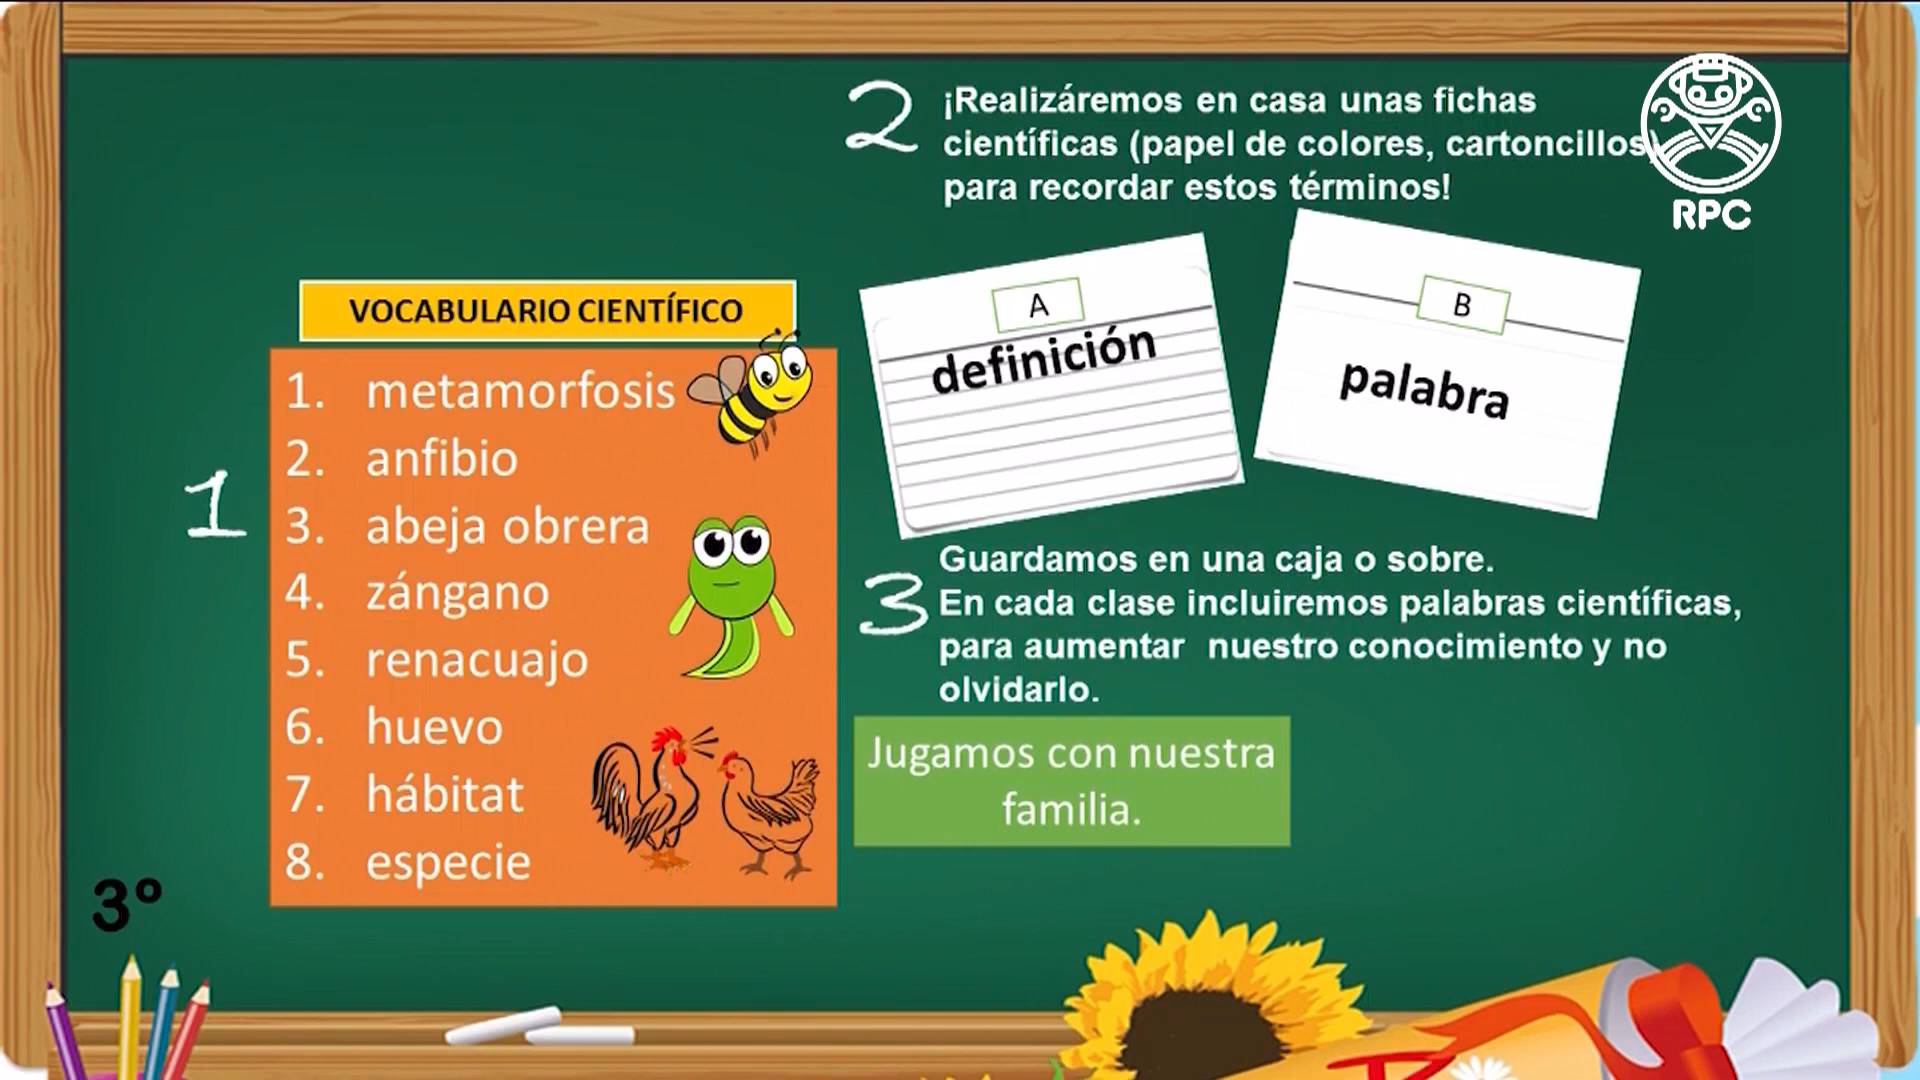 VOCABULARIO CIENTÍFICO
1
1. metamorfosis
2. anfibio
3. abeja obrera
4. zángano
5. renacuajo
6. huevo
7. hábitat
8. especie
3º
2
¡Realizáremos en casa unas fichas
científicas (papel de colores, cartoncillos)
para recordar estos términos!
RPC
A
definición
B
palabra
3
Guardamos en una caja o sobre.
En cada clase incluiremos palabras científicas,
para aumentar nuestro conocimiento y no
olvidarlo.
Jugamos con nuestra
familia.